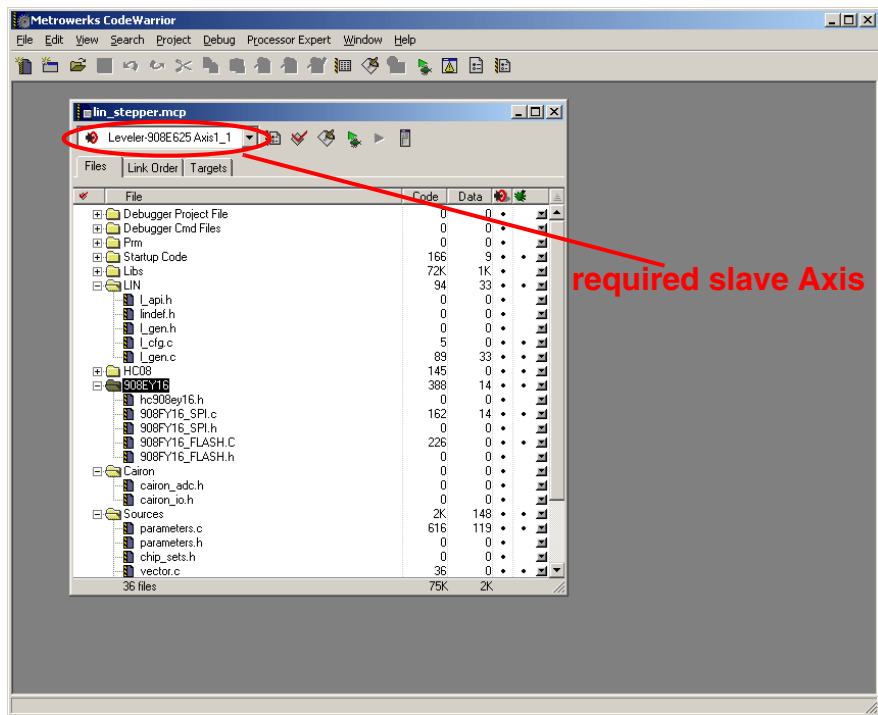 Metrowerks CodeWarrior
File Edit View Search Project Debug Processor Expert Window Help
lin_stepper.mcp
Leveler-908E625 Axis1_1
Files Link Order Targets
File Code Data
Debugger Project File 0 0
Debugger Cmd Files 0 0
Prm 0 0
Startup Code 166 9
Libs 72K 1K
required slave Axis
LIN 94 33
l_api.h 0 0
lindef.h 0 0
l_gen.h 0 0
l_cfg.c 5 0
l_gen.c 89 33
HC08 145 0
908EY16 388 14
hc908ey16.h 0 0
908FY16_SPI.c 162 14
908FY16_SPI.h 0 0
908FY16_FLASH.C 226 0
908FY16_FLASH.h 0 0
Cairon 0 0
cairon_adc.h 0 0
cairon_io.h 0 0
Sources 2K 148
parameters.c 616 119
parameters.h 0 0
chip_sets.h 0 0
vector.c 36 0
36 files 75K 2K